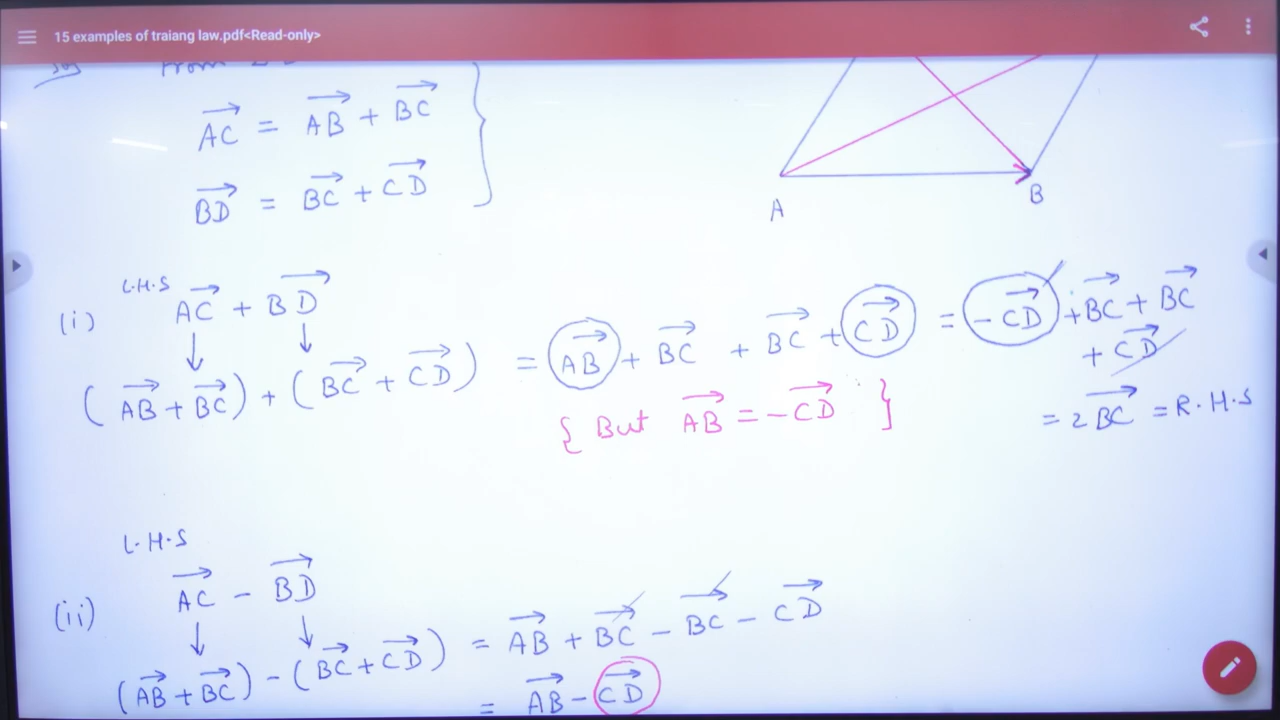 15 examples of traiang law.pdf<Read-only>
AC = AB + BC
BD = BC + CD
A
B
L.H.S
(i) AC + BD
(AB + BC) + (BC + CD) = AB + BC + BC + CD = -CD + BC + BC
+ CD
{ But AB = -CD }
= 2BC = R.H.S
L.H.S
(ii) AC - BD
(AB + BC) - (BC + CD) = AB + BC - BC - CD
= AB - CD